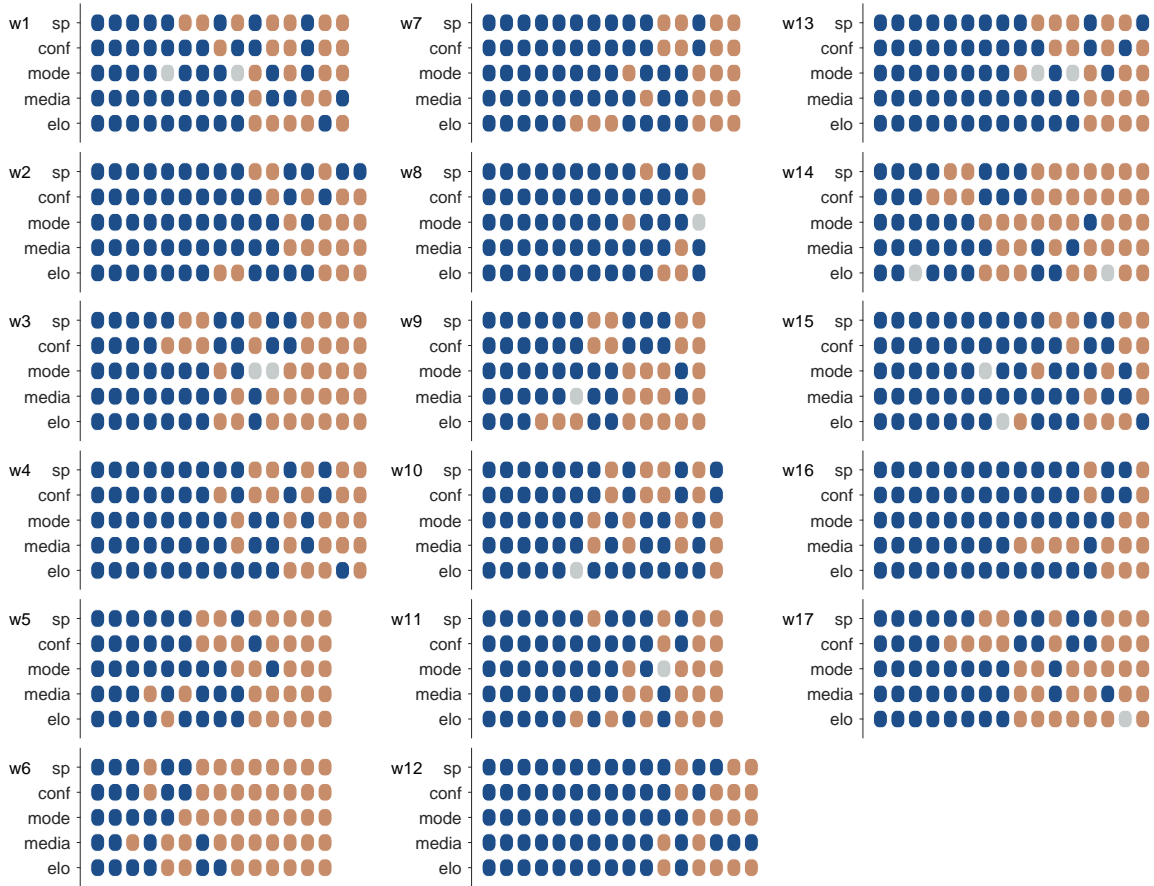 w1 sp
conf
mode
media
elo
w2 sp
conf
mode
media
elo
w3 sp
conf
mode
media
elo
w4 sp
conf
mode
media
elo
w5 sp
conf
mode
media
elo
w6 sp
conf
mode
media
elo
w7 sp
conf
mode
media
elo
w8 sp
conf
mode
media
elo
w9 sp
conf
mode
media
elo
w10 sp
conf
mode
media
elo
w11 sp
conf
mode
media
elo
w12 sp
conf
mode
media
elo
w13 sp
conf
mode
media
elo
w14 sp
conf
mode
media
elo
w15 sp
conf
mode
media
elo
w16 sp
conf
mode
media
elo
w17 sp
conf
mode
media
elo